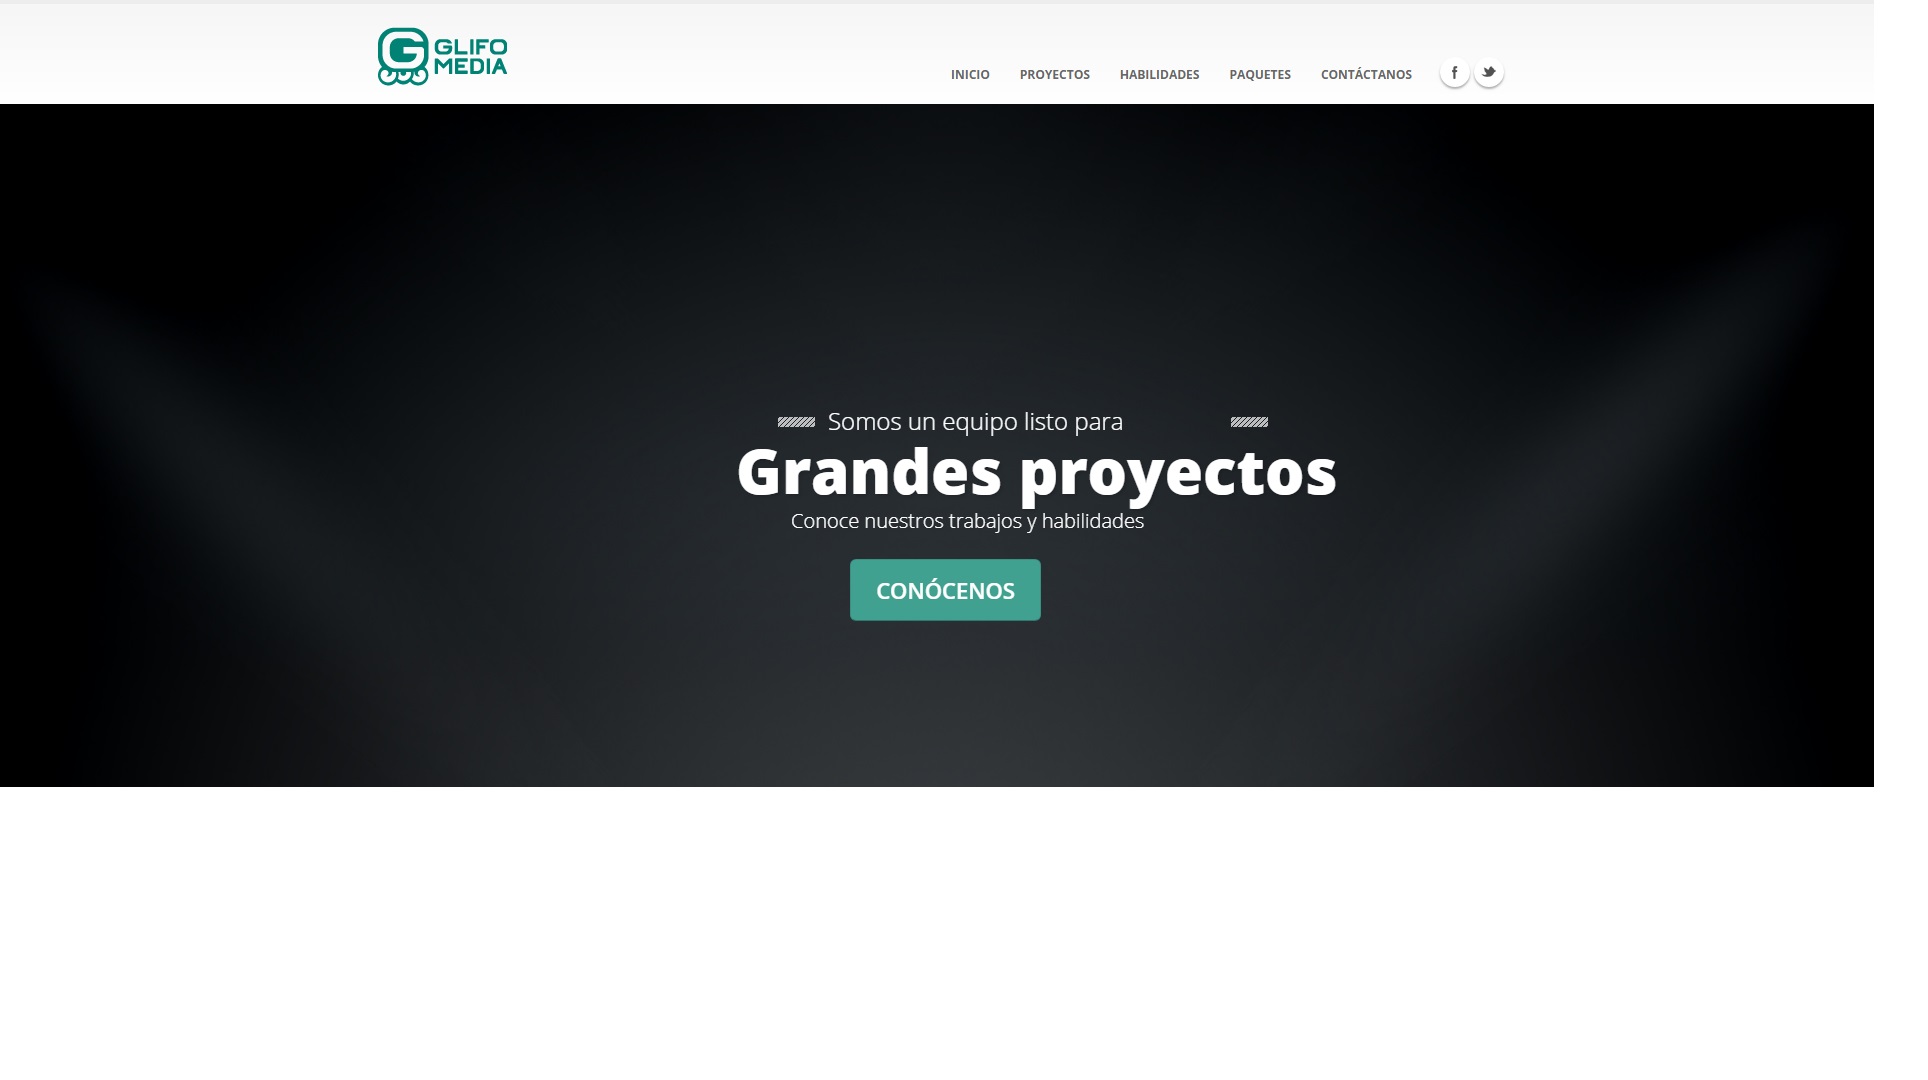 GLIFO
MEDIA
INICIO PROYECTOS HABILIDADES PAQUETES CONTÁCTANOS
Somos un equipo listo para
Grandes proyectos
Conoce nuestros trabajos y habilidades
CONÓCENOS